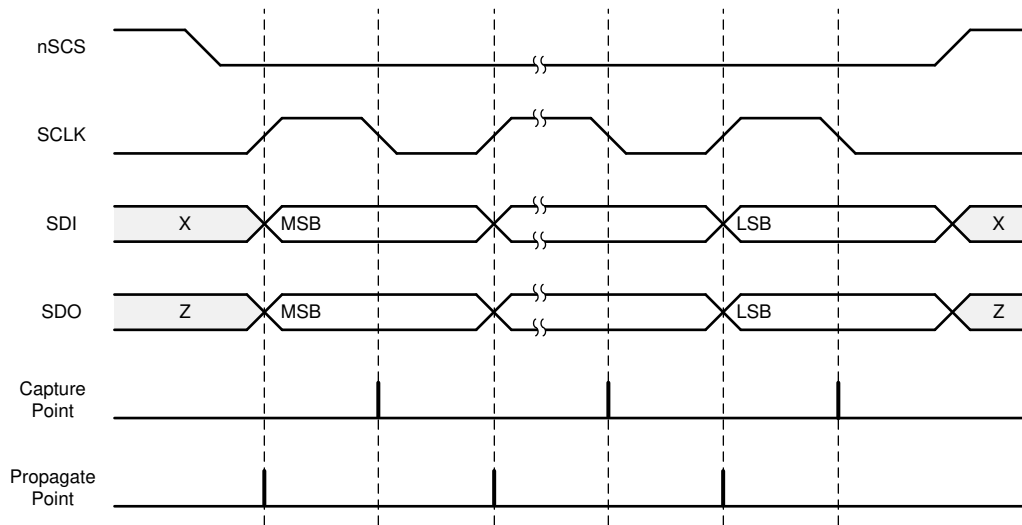 nSCS
SCLK
SDI
X
MSB
LSB
X
SDO
Z
MSB
LSB
Z
Capture
Point
Propagate
Point